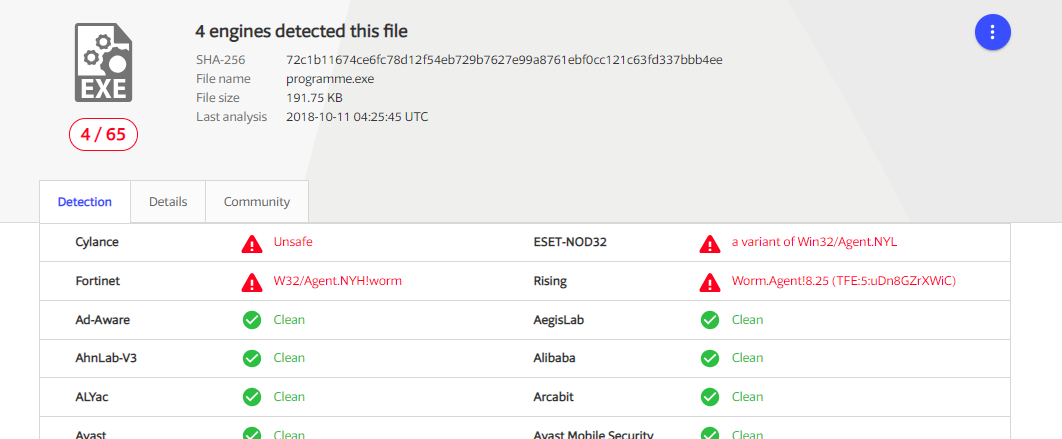 4 engines detected this file
SHA-256 72c1b11674ce6fc78d12f54eb729b7627e99a8761ebf0cc121c63fd337bbb4ee
File name programme.exe
File size 191.75 KB
Last analysis 2018-10-11 04:25:45 UTC
EXE
4 / 65
Detection Details Community
Cylance Unsafe ESET-NOD32 a variant of Win32/Agent.NYL
Fortinet W32/Agent.NYH!worm Rising Worm.Agent!8.25 (TFE:5:uDn8GZrXWiC)
Ad-Aware Clean AegisLab Clean
AhnLab-V3 Clean Alibaba Clean
ALYac Clean Arcabit Clean
Avast Clean Avast Mobile Security Clean